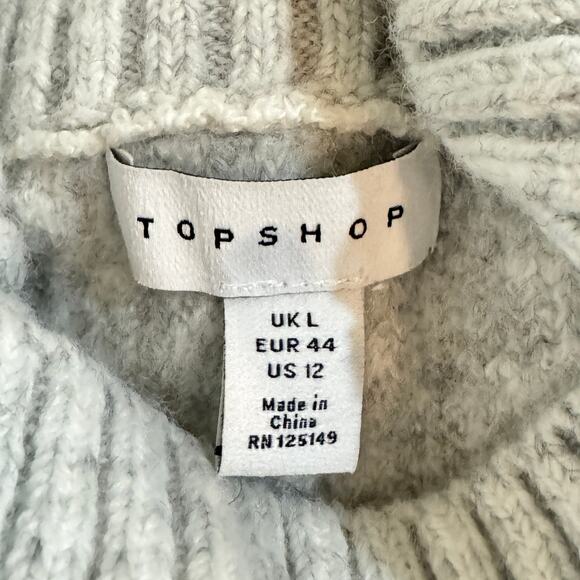 TOPSHOP
UK L
EUR 44
US 12
Made in
China
RN 125149